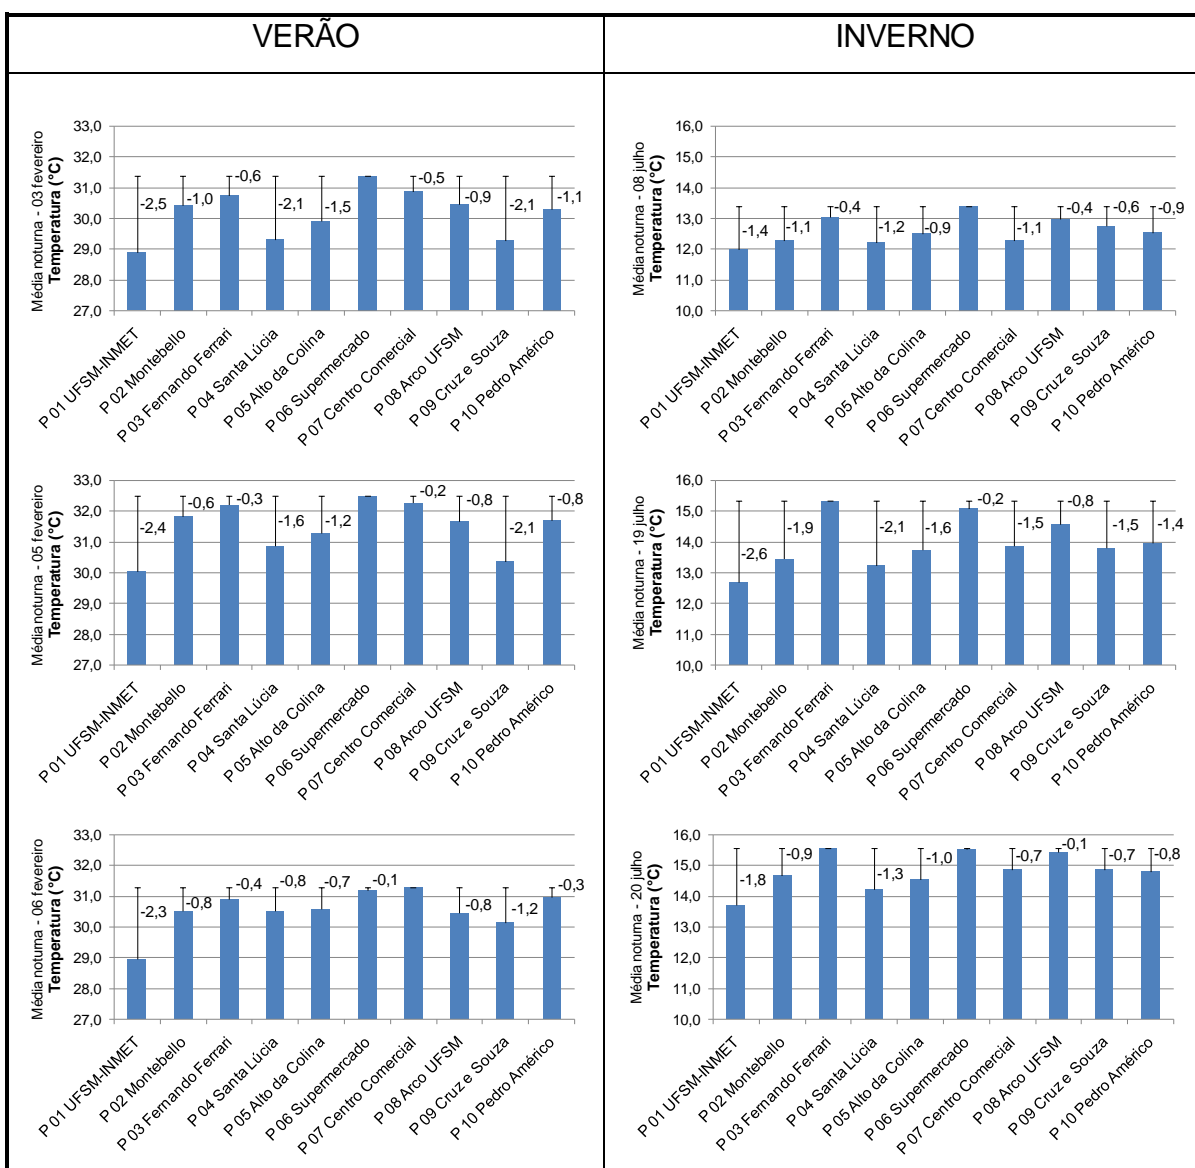 VERÃO
INVERNO
Média noturna - 03 fevereiro
Temperatura (°C)
33,0
32,0
31,0
30,0
29,0
28,0
27,0
-2,5
-1,0
-0,6
-2,1
-1,5
-0,5
-0,9
-2,1
-1,1
P 01 UFSM-INMET
P 02 Montebello
P 03 Fernando Ferrari
P 04 Santa Lúcia
P 05 Alto da Colina
P 06 Supermercado
P 07 Centro Comercial
P 08 Arco UFSM
P 09 Cruz e Souza
P 10 Pedro Américo
Média noturna - 08 julho
Temperatura (°C)
16,0
15,0
14,0
13,0
12,0
11,0
10,0
-1,4
-1,1
-0,4
-1,2
-0,9
-1,1
-0,4
-0,6
-0,9
P 01 UFSM-INMET
P 02 Montebello
P 03 Fernando Ferrari
P 04 Santa Lúcia
P 05 Alto da Colina
P 06 Supermercado
P 07 Centro Comercial
P 08 Arco UFSM
P 09 Cruz e Souza
P 10 Pedro Américo
Média noturna - 05 fevereiro
Temperatura (°C)
33,0
32,0
31,0
30,0
29,0
28,0
27,0
-2,4
-0,6
-0,3
-1,6
-1,2
-0,2
-0,8
-2,1
-0,8
P 01 UFSM-INMET
P 02 Montebello
P 03 Fernando Ferrari
P 04 Santa Lúcia
P 05 Alto da Colina
P 06 Supermercado
P 07 Centro Comercial
P 08 Arco UFSM
P 09 Cruz e Souza
P 10 Pedro Américo
Média noturna - 19 julho
Temperatura (°C)
16,0
15,0
14,0
13,0
12,0
11,0
10,0
-2,6
-1,9
-2,1
-1,6
-0,2
-1,5
-0,8
-1,5
-1,4
P 01 UFSM-INMET
P 02 Montebello
P 03 Fernando Ferrari
P 04 Santa Lúcia
P 05 Alto da Colina
P 06 Supermercado
P 07 Centro Comercial
P 08 Arco UFSM
P 09 Cruz e Souza
P 10 Pedro Américo
Média noturna - 06 fevereiro
Temperatura (°C)
33,0
32,0
31,0
30,0
29,0
28,0
27,0
-2,3
-0,8
-0,4
-0,8
-0,7
-0,1
-0,8
-1,2
-0,3
P 01 UFSM-INMET
P 02 Montebello
P 03 Fernando Ferrari
P 04 Santa Lúcia
P 05 Alto da Colina
P 06 Supermercado
P 07 Centro Comercial
P 08 Arco UFSM
P 09 Cruz e Souza
P 10 Pedro Américo
Média noturna - 20 julho
Temperatura (°C)
16,0
15,0
14,0
13,0
12,0
11,0
10,0
-1,8
-0,9
-1,3
-1,0
-0,7
-0,1
-0,7
-0,8
P 01 UFSM-INMET
P 02 Montebello
P 03 Fernando Ferrari
P 04 Santa Lúcia
P 05 Alto da Colina
P 06 Supermercado
P 07 Centro Comercial
P 08 Arco UFSM
P 09 Cruz e Souza
P 10 Pedro Américo